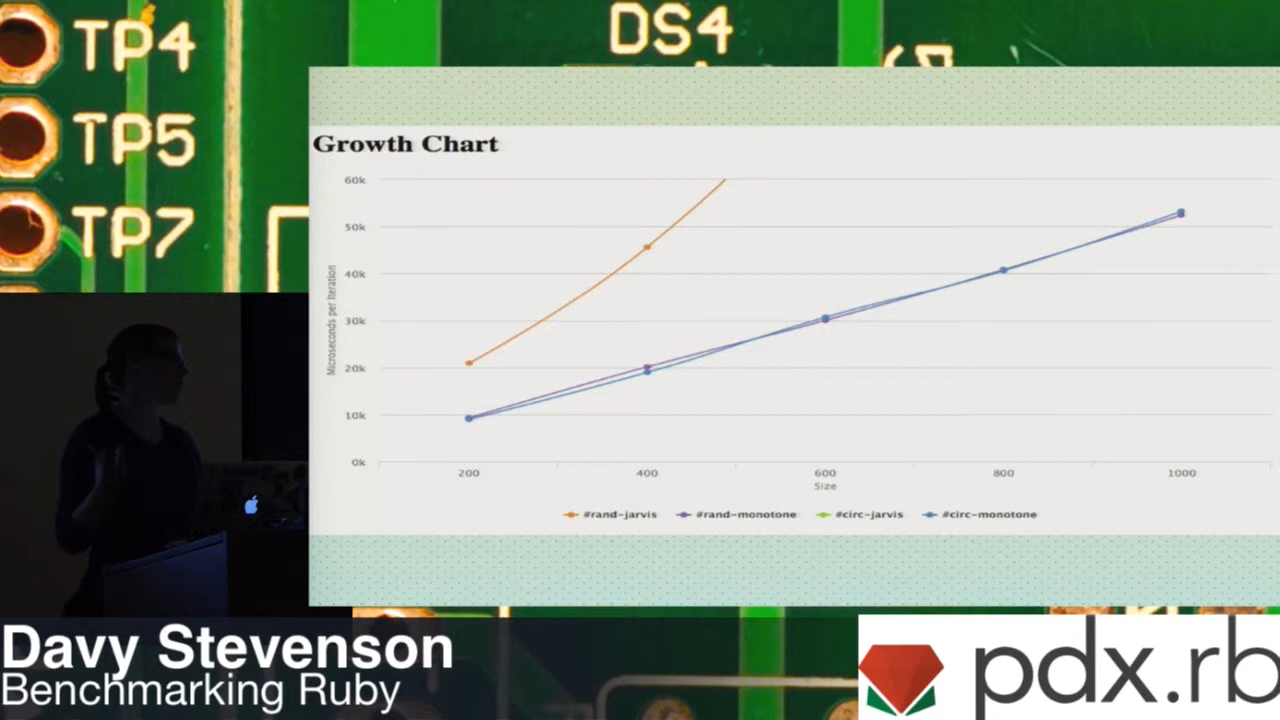 TP4
DS4
TP5
TP7
Growth Chart
60k
50k
40k
30k
20k
10k
0k
Microseconds per Iteration
200 400 600 800 1000
Size
#rand-jarvis #rand-monotone #circ-jarvis #circ-monotone
Davy Stevenson
Benchmarking Ruby
pdx.rb